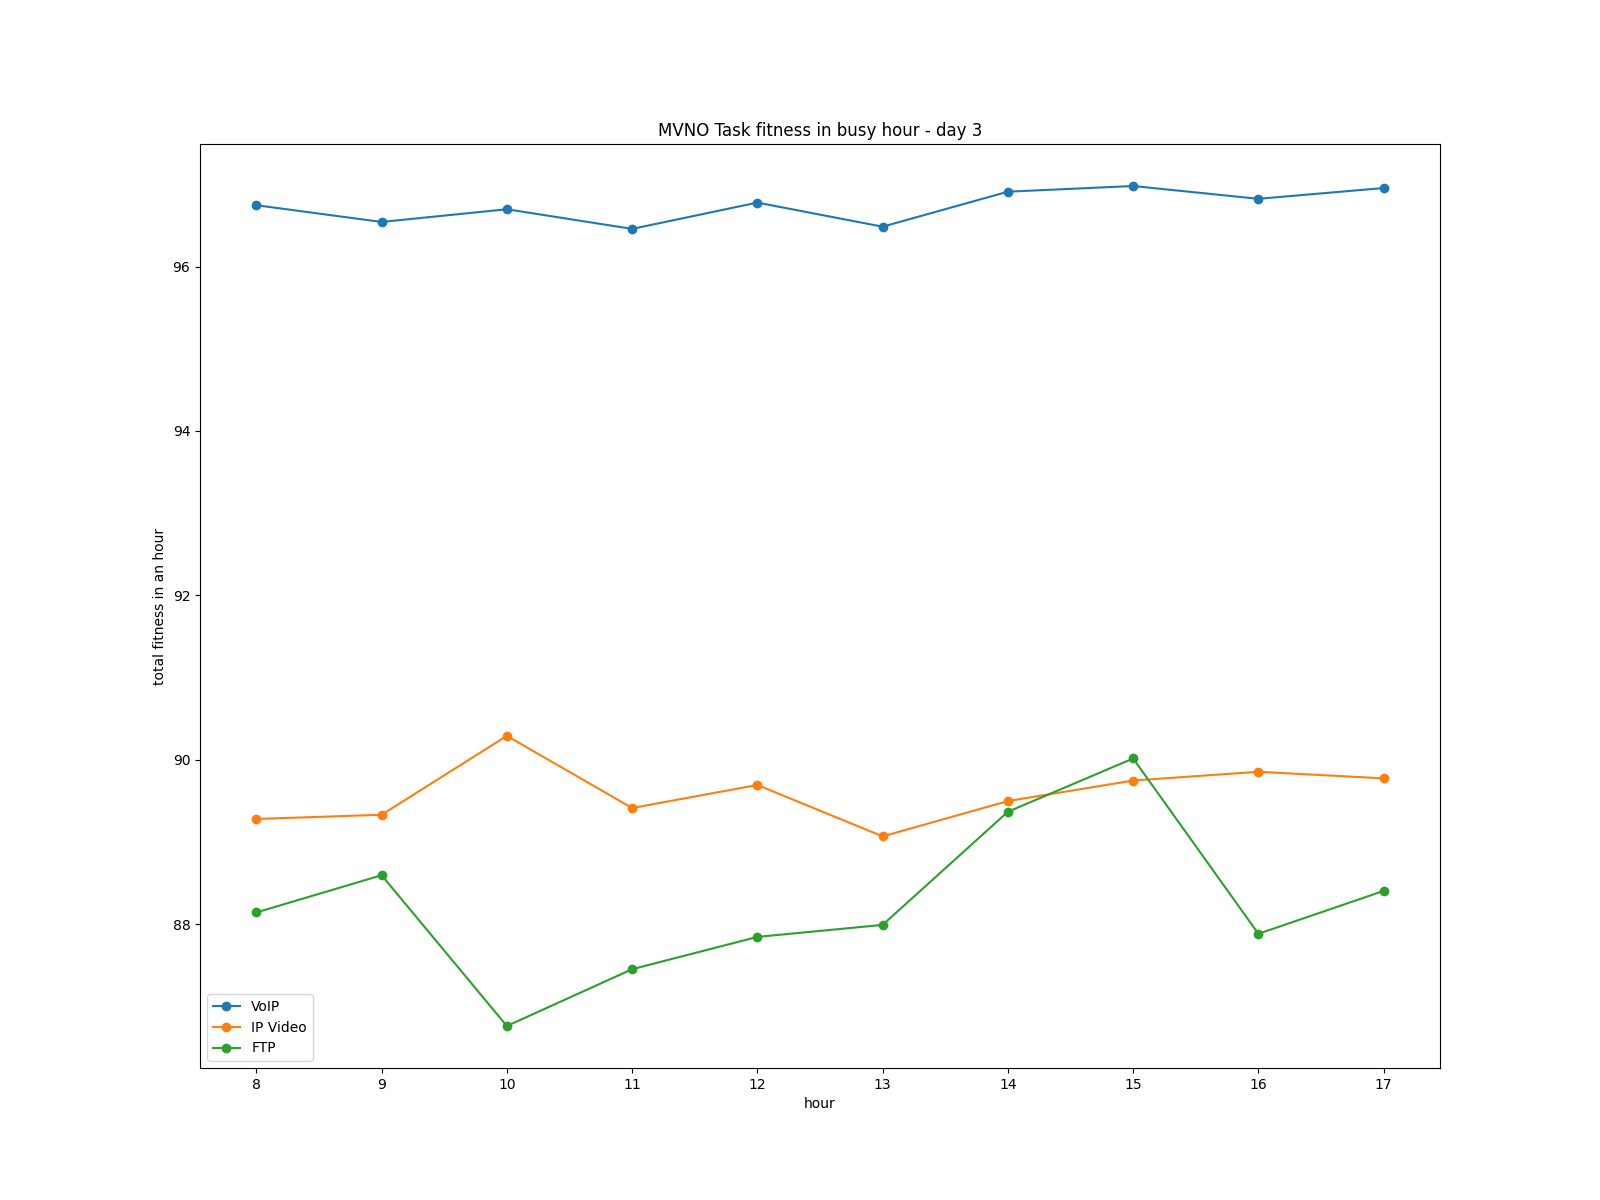 MVNO Task fitness in busy hour - day 3
total fitness in an hour
96
94
92
90
88
VoIP
IP Video
FTP
8 9 10 11 12 13 14 15 16 17
hour